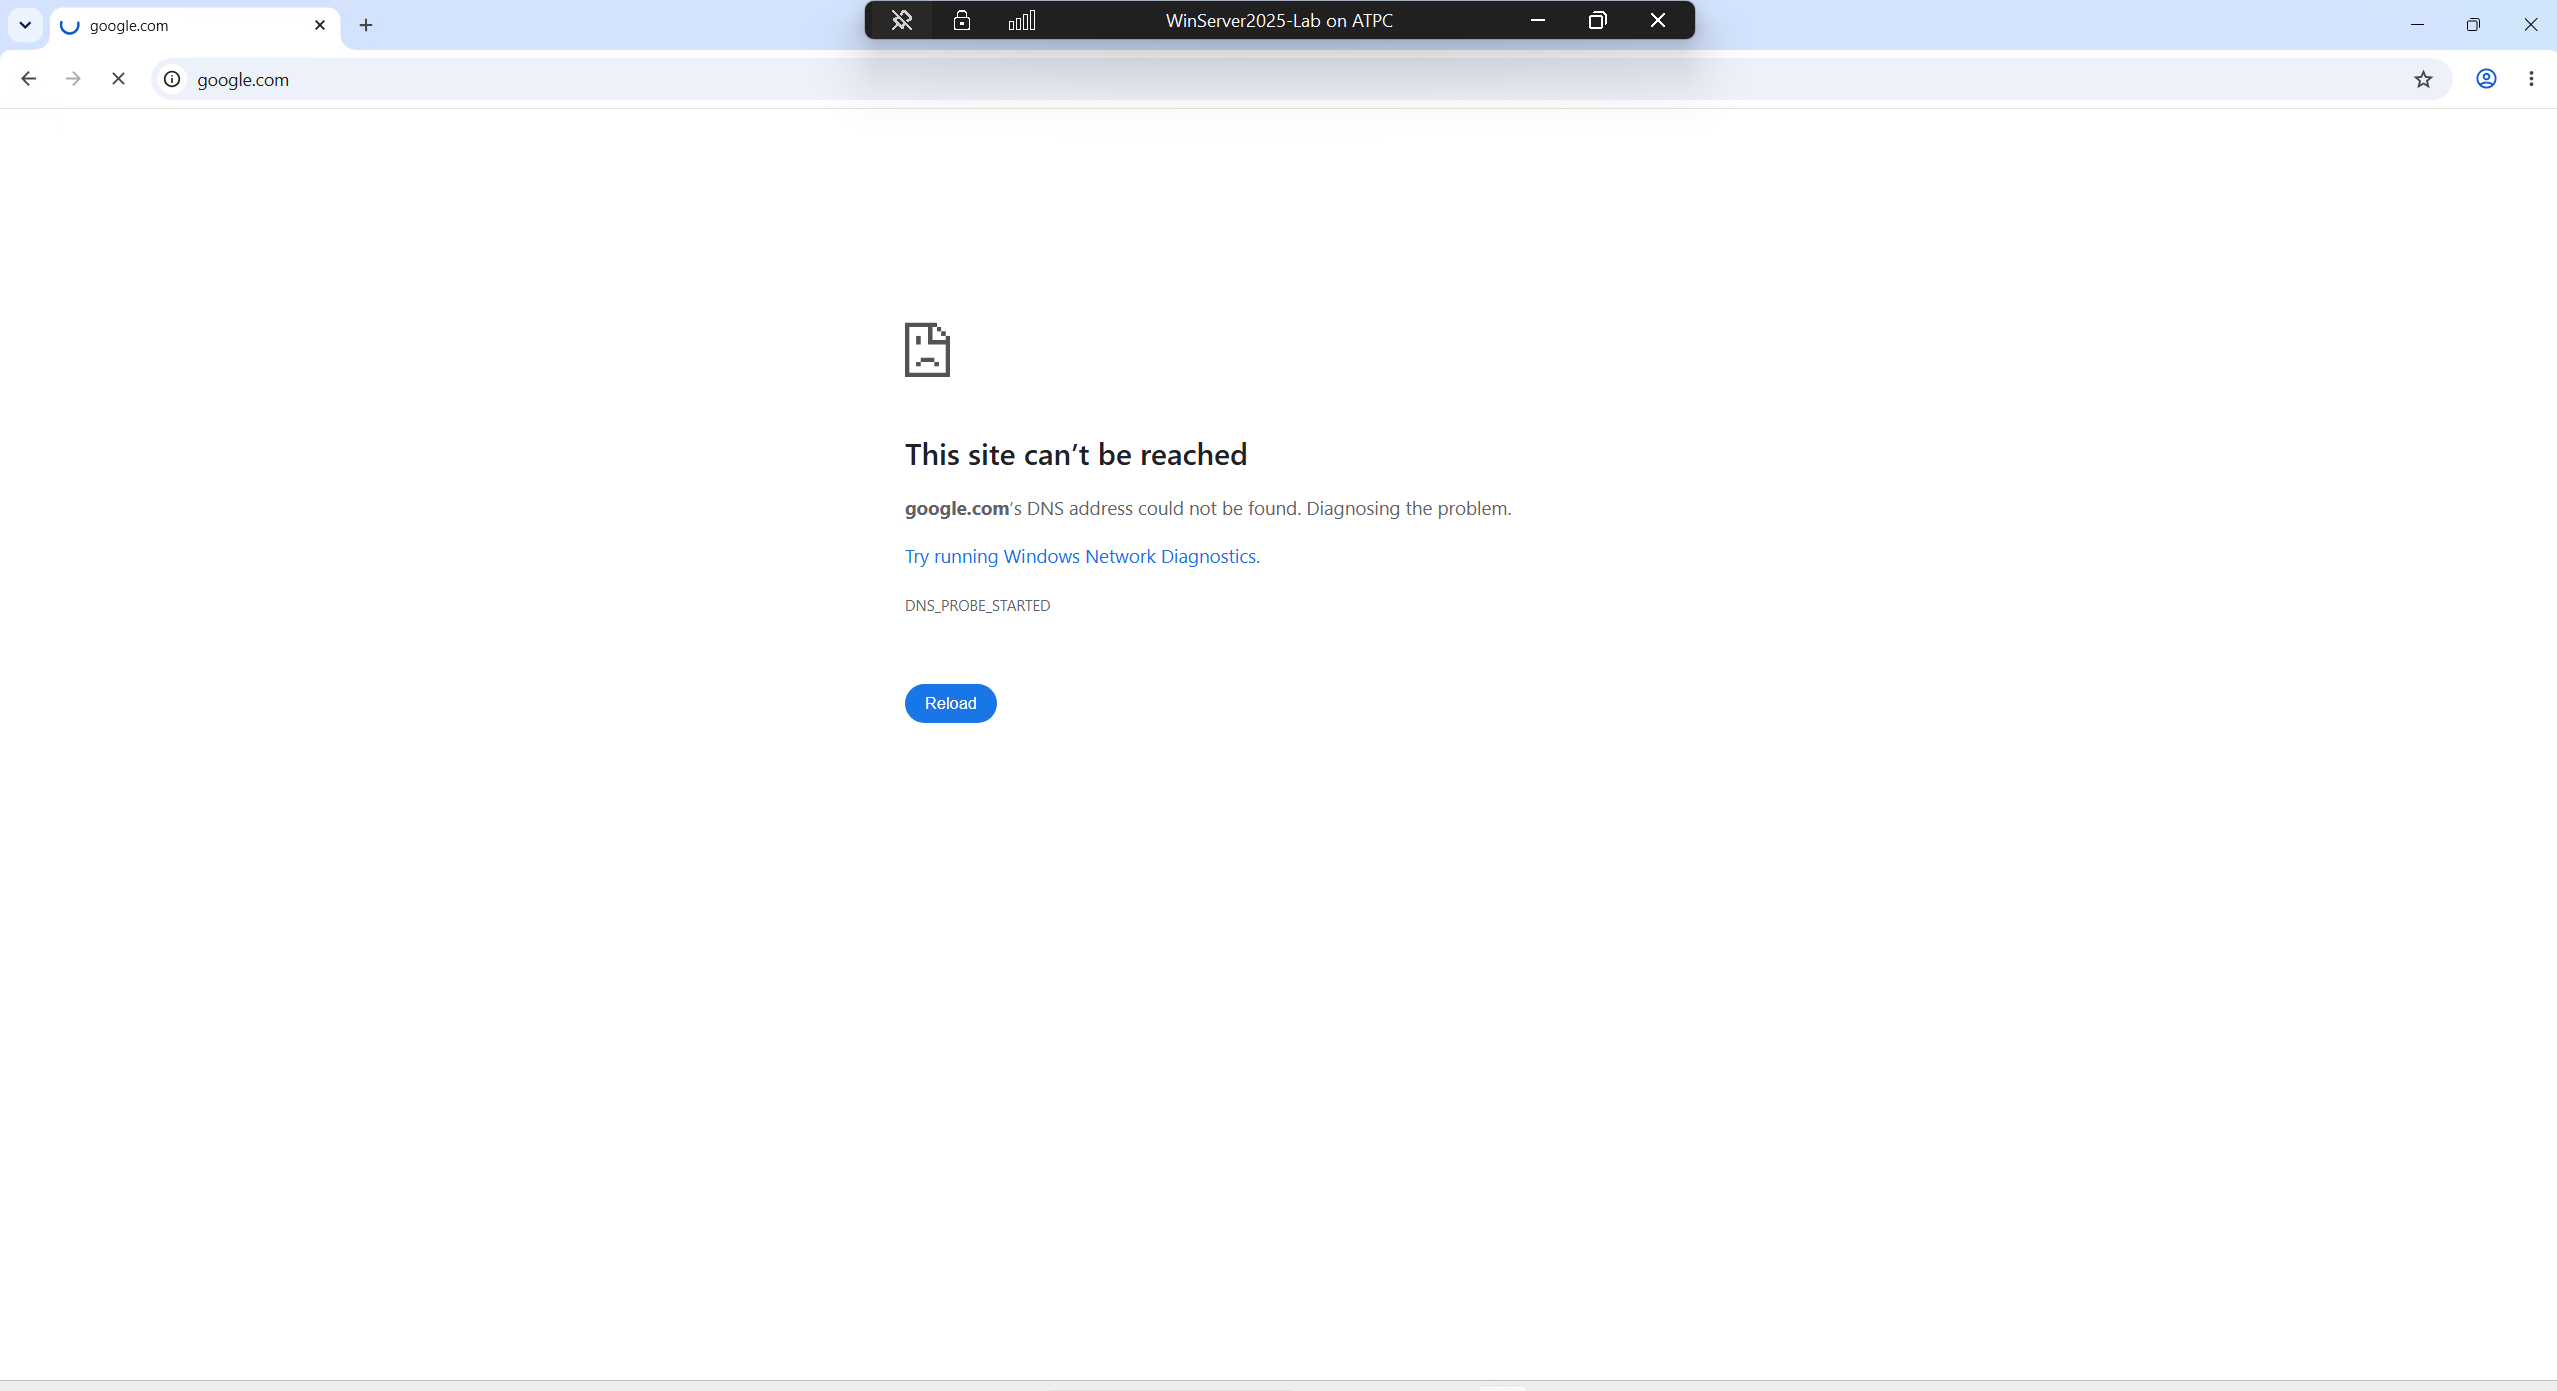 google.com
WinServer2025-Lab on ATPC
google.com
This site can’t be reached
google.com’s DNS address could not be found. Diagnosing the problem.
Try running Windows Network Diagnostics.
DNS_PROBE_STARTED
Reload